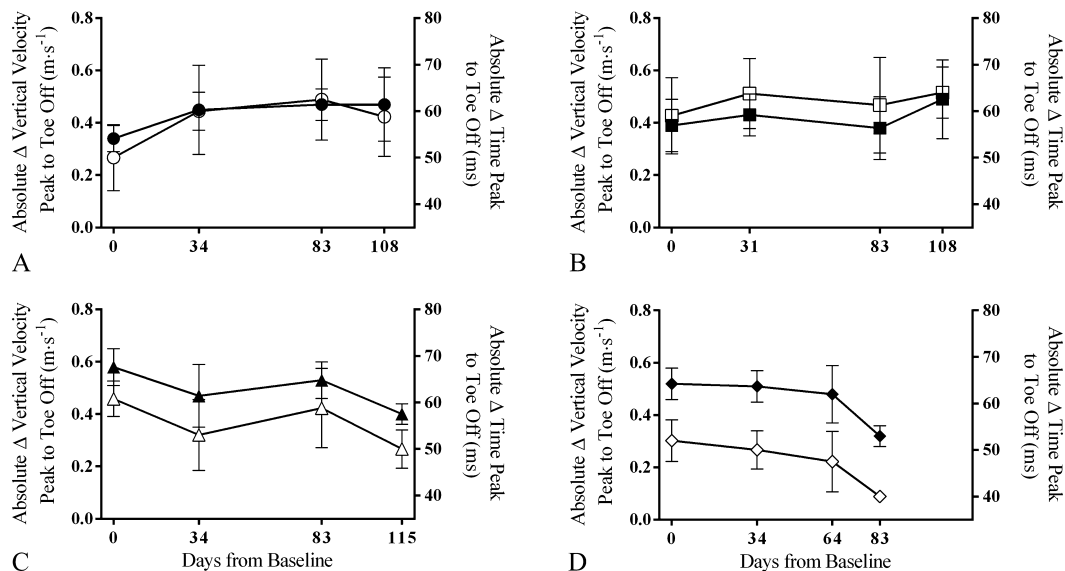 Absolute Δ Vertical Velocity
Peak to Toe Off (m·s-1)
0.8
0.6
0.4
0.2
0.0
0
34
83
108
80
70
60
50
40
Absolute Δ Time Peak
to Toe Off (ms)
A
Absolute Δ Vertical Velocity
Peak to Toe Off (m·s-1)
0.8
0.6
0.4
0.2
0.0
0
31
83
108
80
70
60
50
40
Absolute Δ Time Peak
to Toe Off (ms)
B
Absolute Δ Vertical Velocity
Peak to Toe Off (m·s-1)
0.8
0.6
0.4
0.2
0.0
0
34
83
115
80
70
60
50
40
Absolute Δ Time Peak
to Toe Off (ms)
C
Days from Baseline
Absolute Δ Vertical Velocity
Peak to Toe Off (m·s-1)
0.8
0.6
0.4
0.2
0.0
0
34
64
83
80
70
60
50
40
Absolute Δ Time Peak
to Toe Off (ms)
D
Days from Baseline